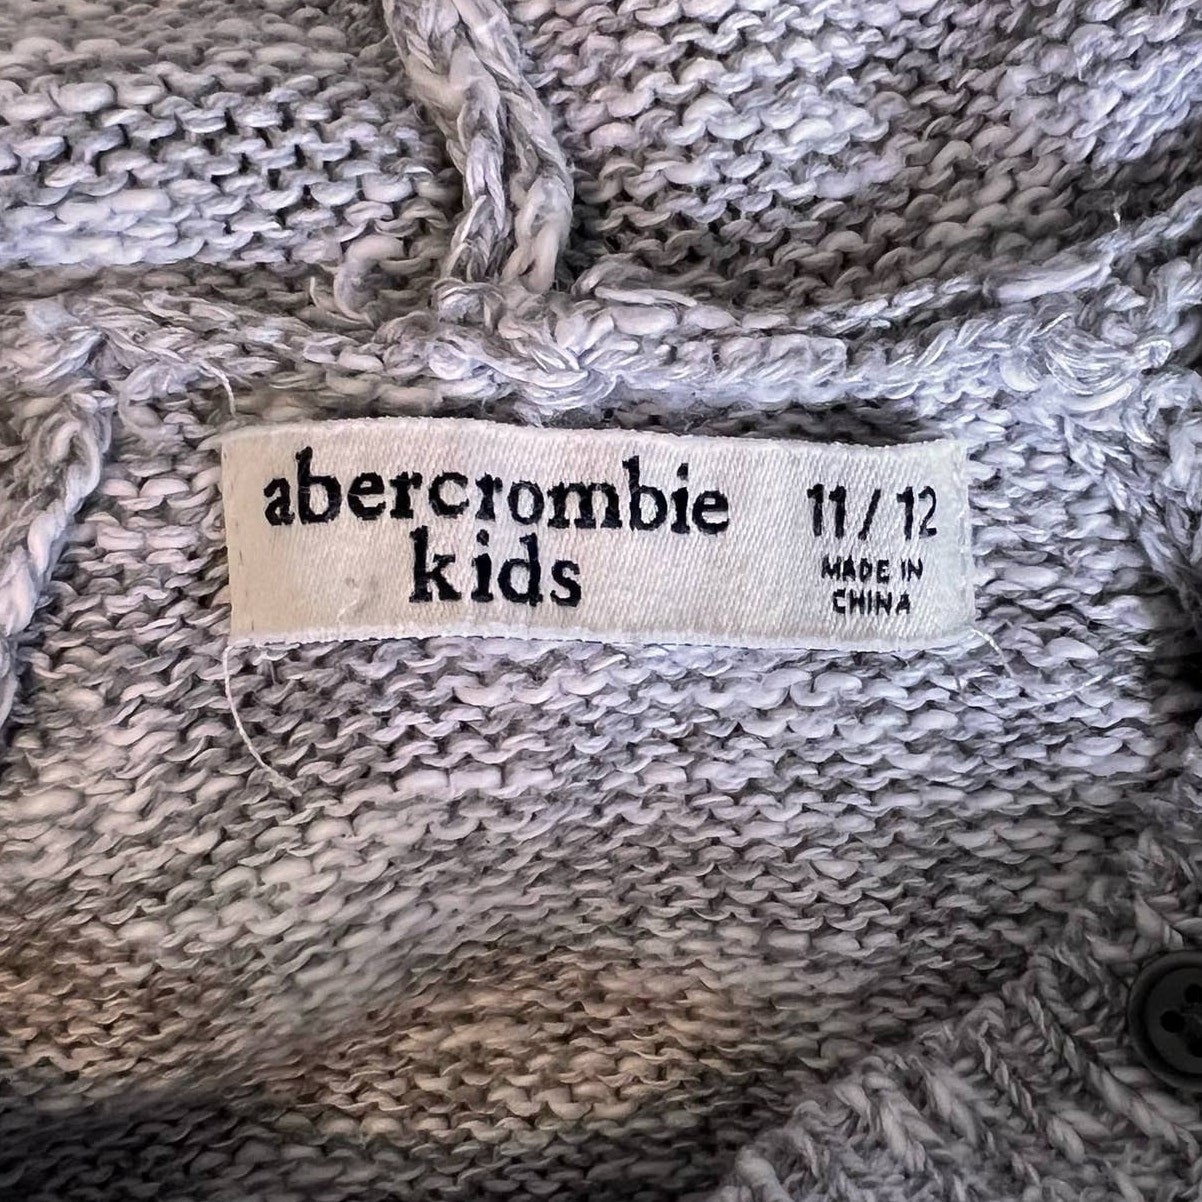 abercrombie
kids
11/12
MADE IN
CHINA